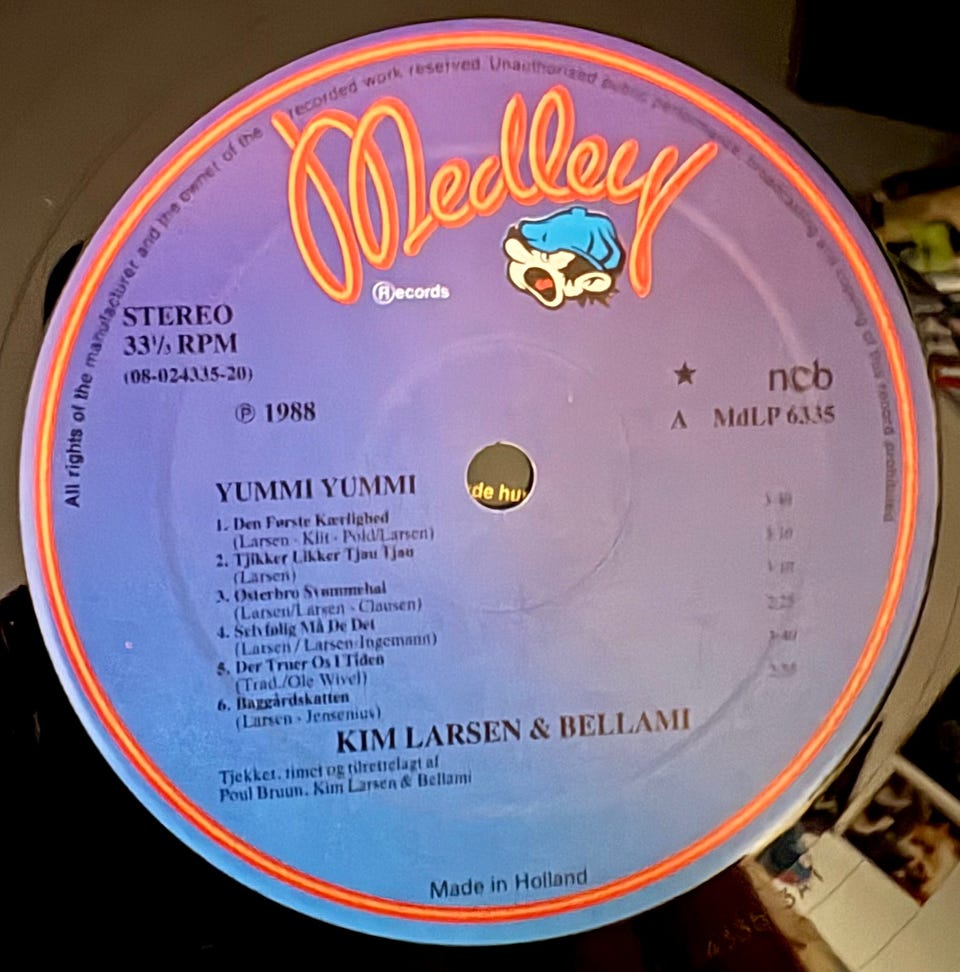 All rights of the manufacturer and the owner of the recorded work reserved. Unauthorized public performance, broadcasting and copying of this record prohibited
Medley
Records
STEREO
33⅓ RPM
(08-024335-20)
℗ 1988
★ ncb
A MdLP 6335
de hu
YUMMI YUMMI
1. Den Første Kærlighed
(Larsen - Klit - Pold/Larsen)
2. Tjikker Likker Tjau Tjau
(Larsen)
3. Østerbro Svømmehal
(Larsen/Larsen - Clausen)
2:25
4. Selvfølig Må De Det
(Larsen / Larsen-Ingemann)
5. Der Truer Os I Tiden
(Trad./Ole Wivel)
6. Baggårdskatten
(Larsen - Jensenius)
KIM LARSEN & BELLAMI
Tjekket, timet og tilrettelagt af
Poul Bruun, Kim Larsen & Bellami
Made in Holland